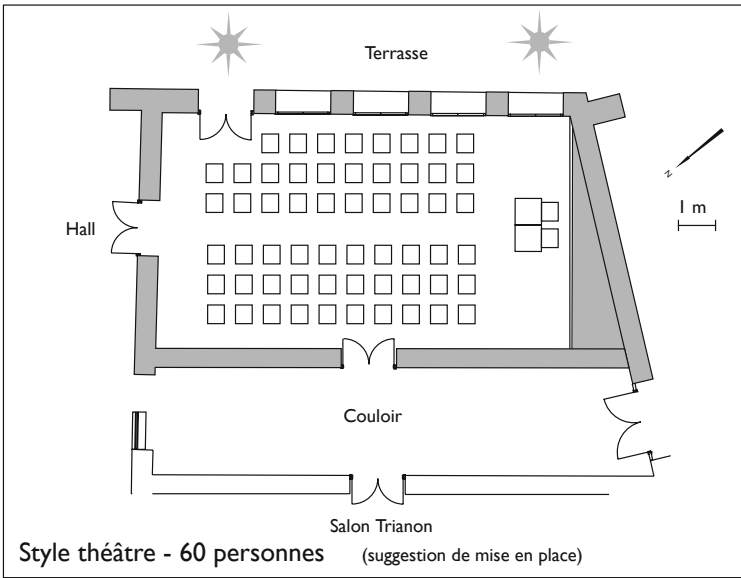 Terrasse
N
1 m
Hall
Couloir
Salon Trianon
Style théâtre - 60 personnes (suggestion de mise en place)